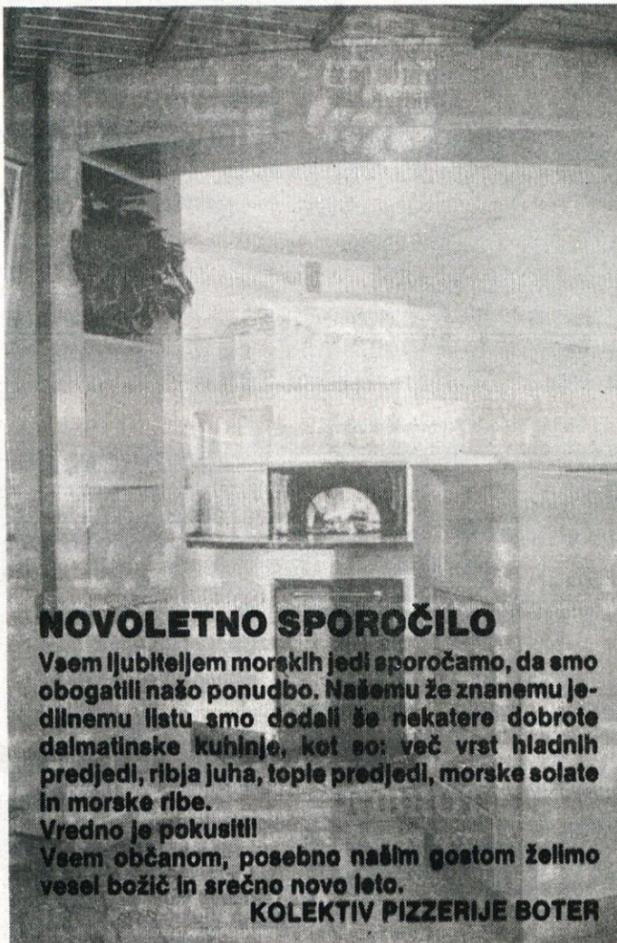 NOVOLETNO SPOROČILO
Vsem ljubiteljem morskih jedi sporočamo, da smo
obogatili našo ponudbo. Našemu že znanemu je-
dilnemu listu smo dodali še nekatere dobrote
dalmatinske kuhinje, kot so: več vrst hladnih
predjedi, ribja juha, tople predjedi, morske solate
in morske ribe.
Vredno je pokusiti!
Vsem občanom, posebno našim gostom želimo
vesel božič in srečno novo leto.
KOLEKTIV PIZZERIJE BOTER